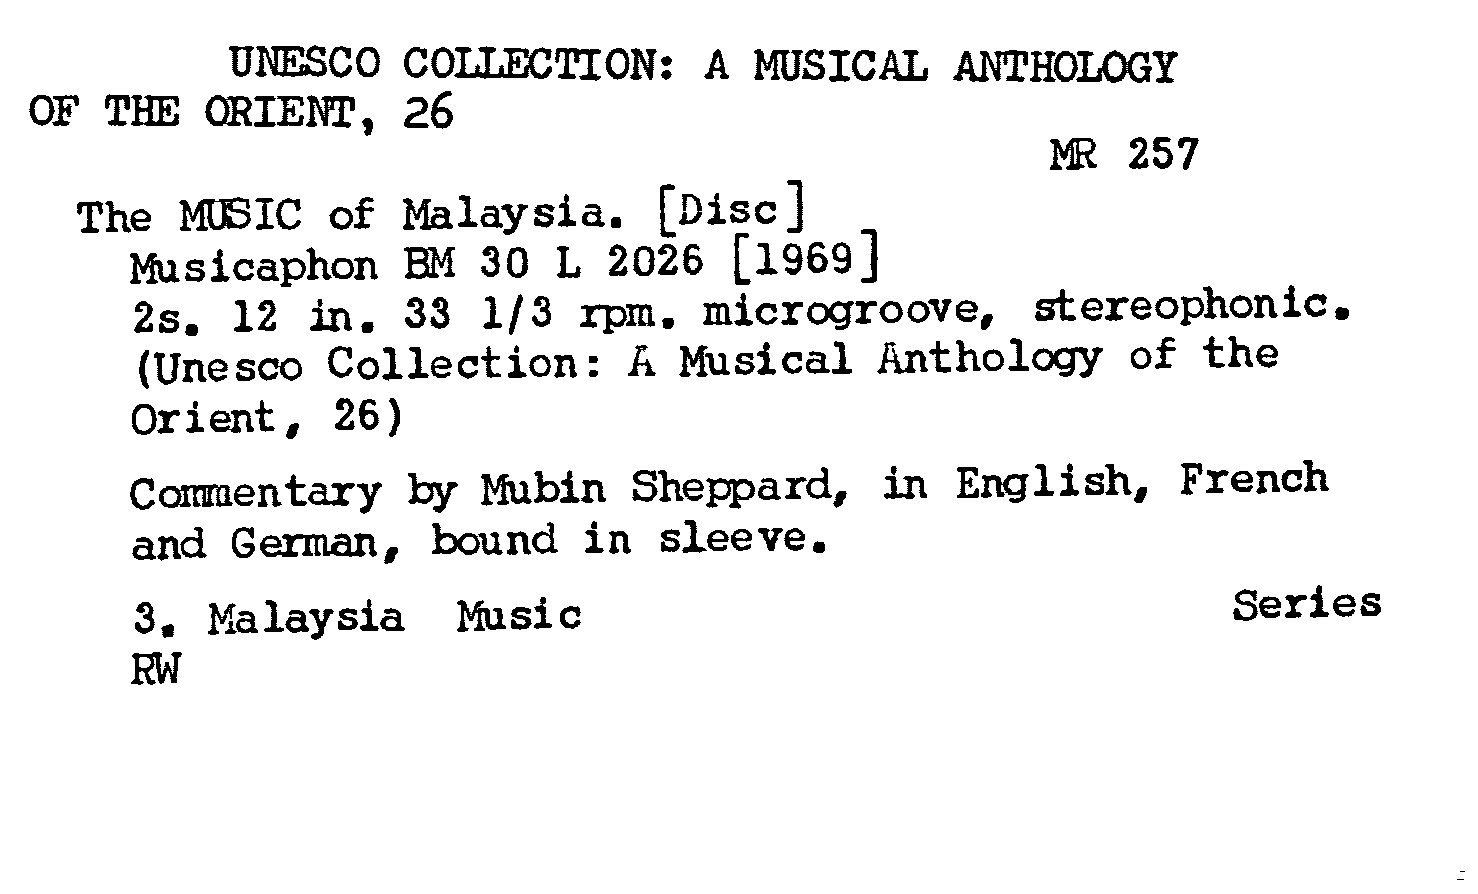 UNESCO COLLECTION: A MUSICAL ANTHOLOGY
OF THE ORIENT, 26
MR 257
The MUSIC of Malaysia. [Disc]
Musicaphon BM 30 L 2026 [1969]
2s. 12 in. 33 1/3 rpm. microgroove, stereophonic.
(Unesco Collection: A Musical Anthology of the
Orient, 26)
Commentary by Mubin Sheppard, in English, French
and German, bound in sleeve.
3. Malaysia Music Series
RW